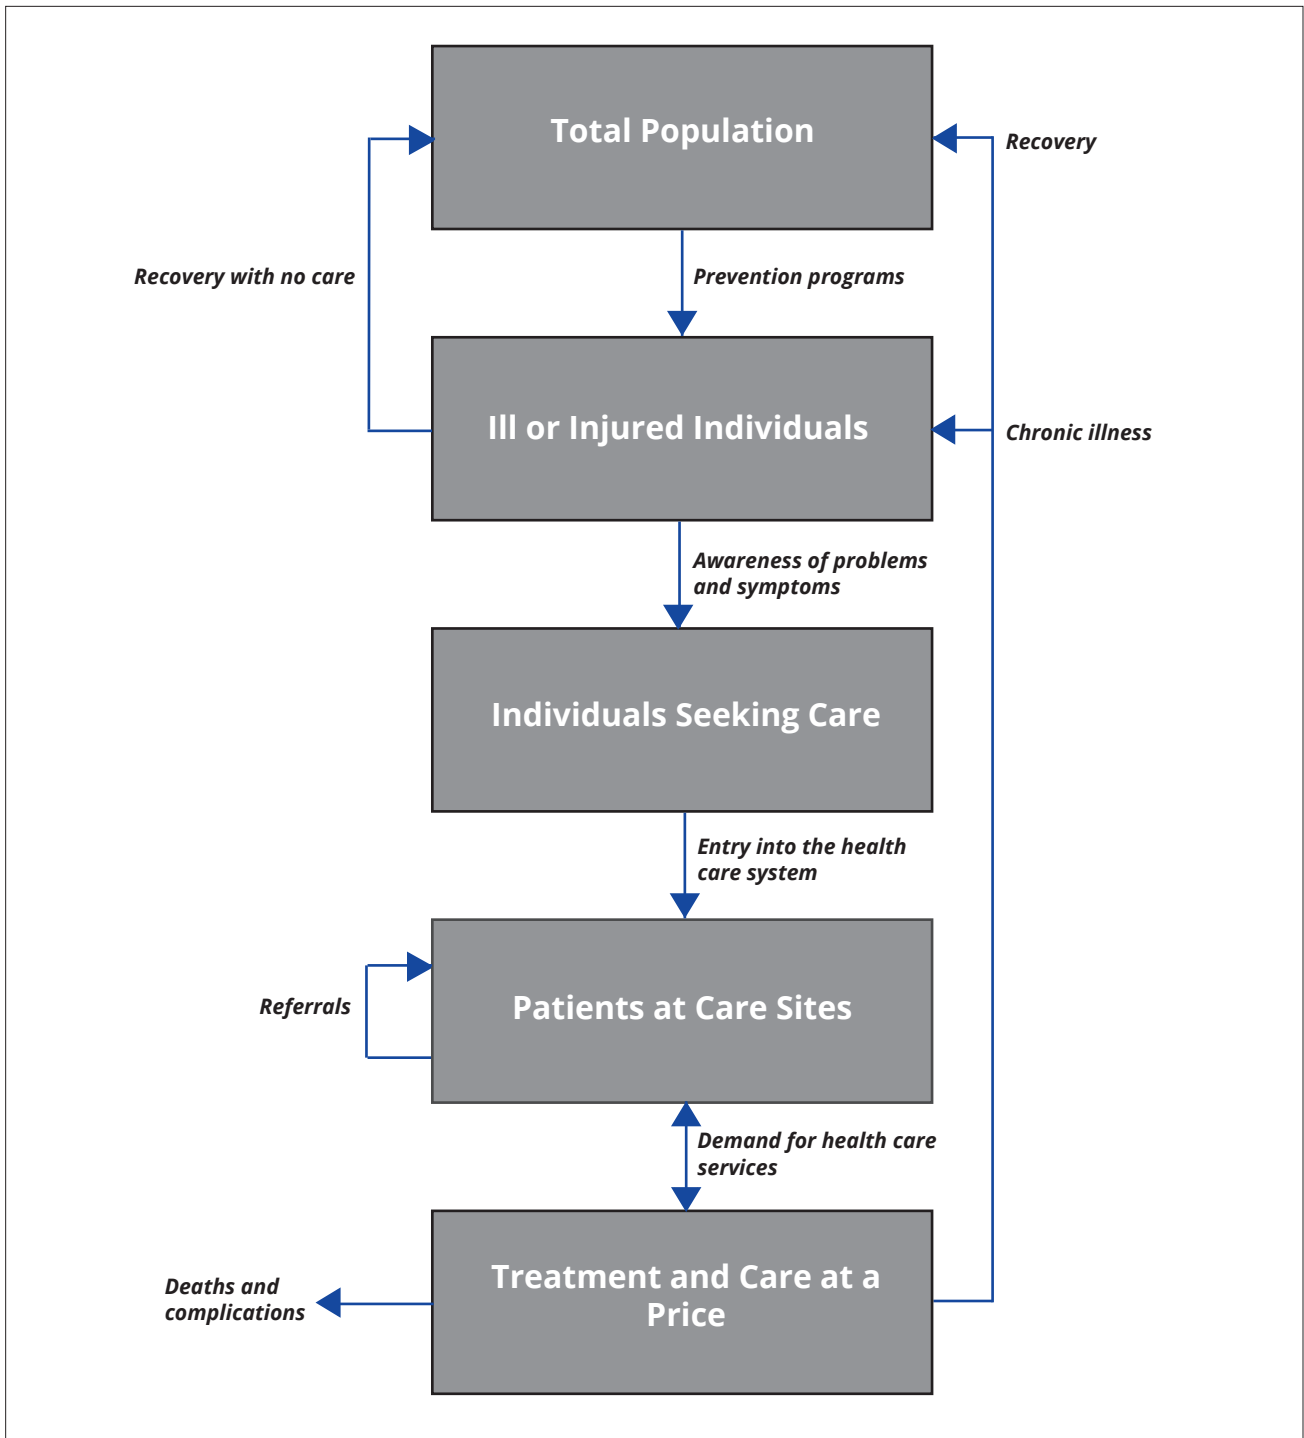 Total Population
Recovery
Recovery with no care
Prevention programs
Ill or Injured Individuals
Chronic illness
Awareness of problems
and symptoms
Individuals Seeking Care
Entry into the health
care system
Patients at Care Sites
Referrals
Demand for health care
services
Treatment and Care at a
Price
Deaths and
complications